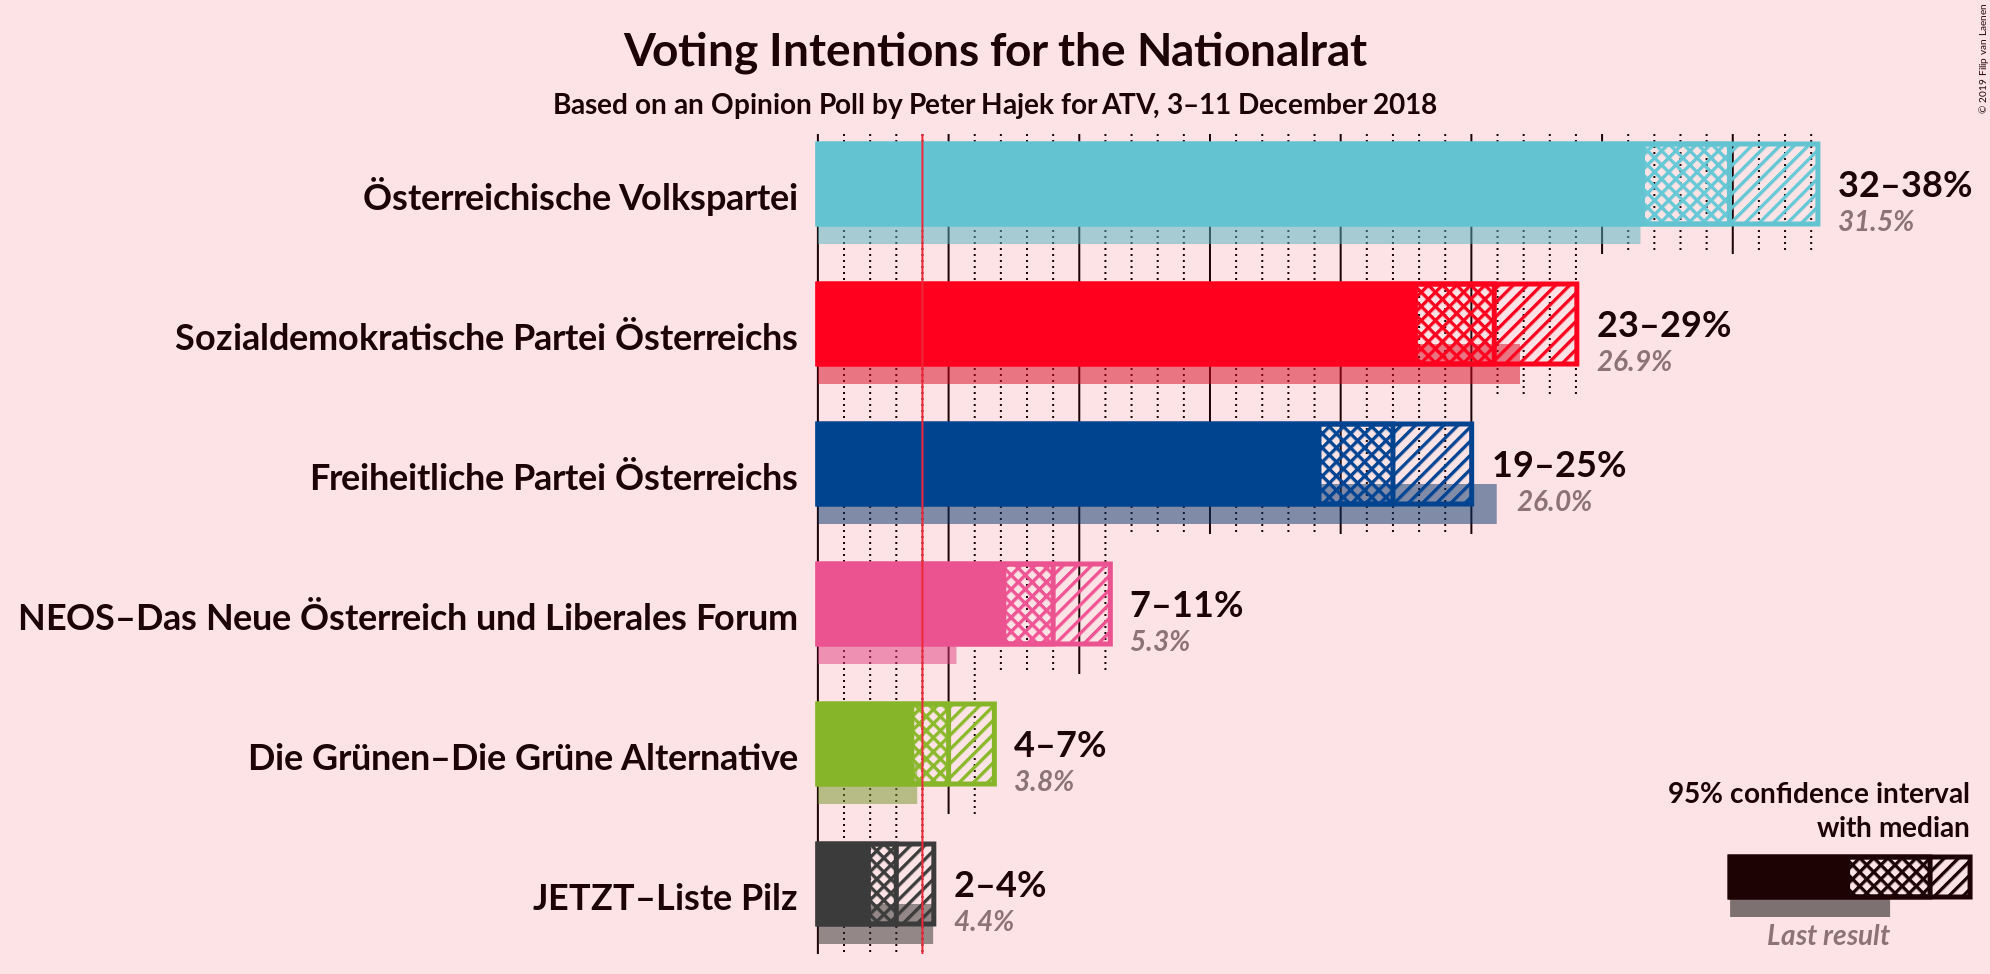 Voting Intentions for the Nationalrat
Based on an Opinion Poll by Peter Hajek for ATV, 3–11 December 2018
© 2019 Filip van Laenen
Österreichische Volkspartei
32–38%
31.5%
Sozialdemokratische Partei Österreichs
23–29%
26.9%
Freiheitliche Partei Österreichs
19–25%
26.0%
NEOS–Das Neue Österreich und Liberales Forum
7–11%
5.3%
Die Grünen–Die Grüne Alternative
4–7%
3.8%
JETZT–Liste Pilz
2–4%
4.4%
95% confidence interval
with median
Last result